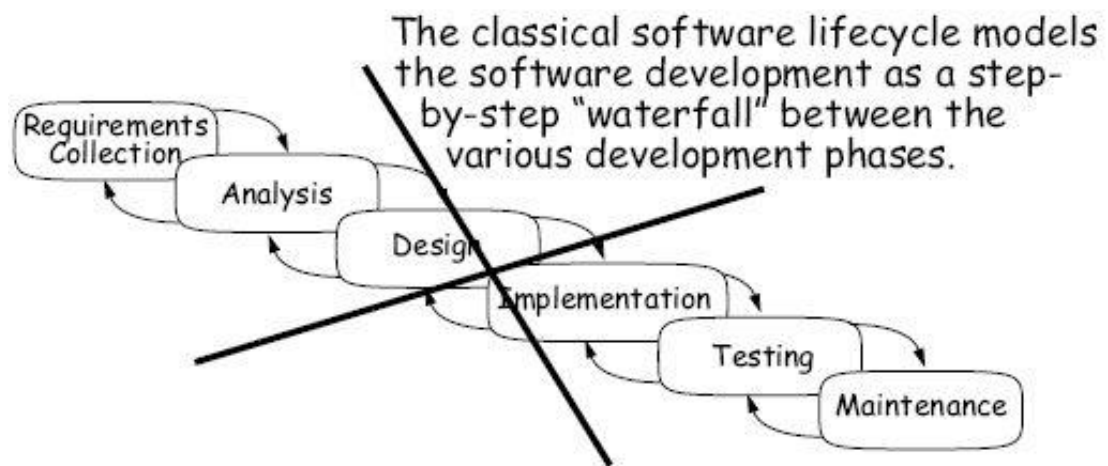 The classical software lifecycle models
the software development as a step-
by-step “waterfall” between the
various development phases.
Requirements
Collection
Analysis
Design
Implementation
Testing
Maintenance